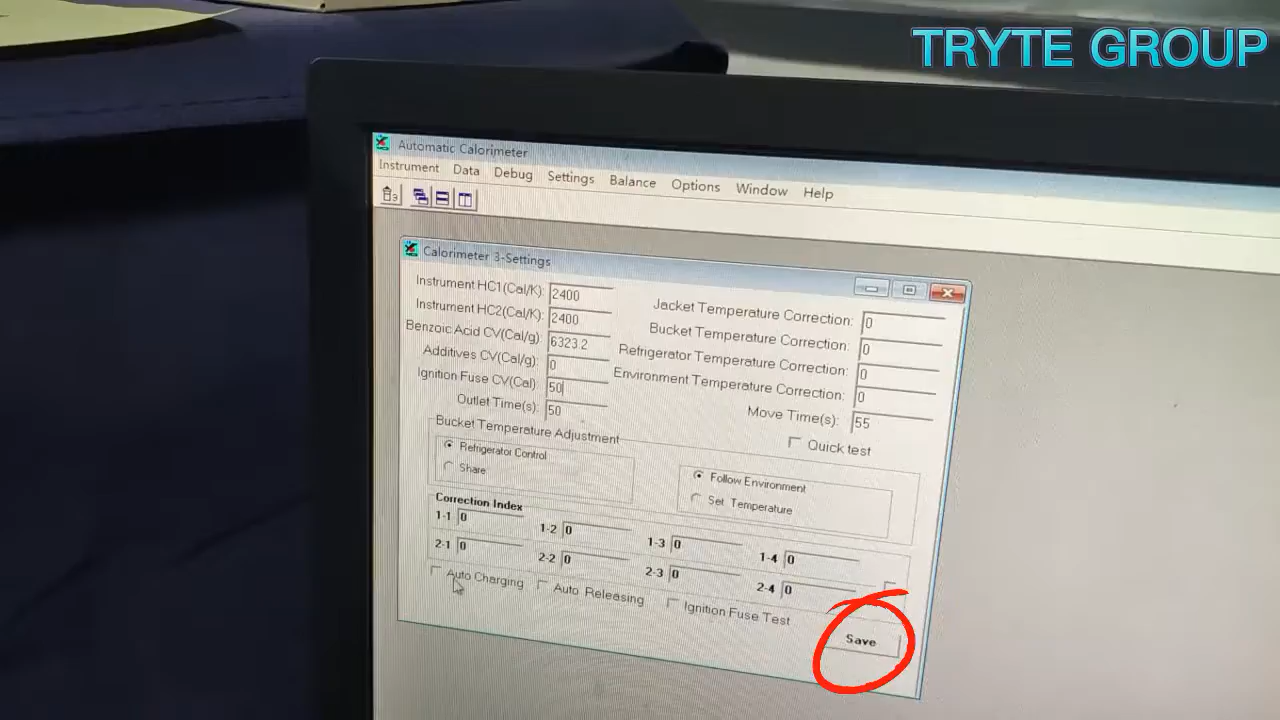 TRYTE GROUP
Automatic Calorimeter
Instrument Data Debug Settings Balance Options Window Help
Calorimeter 3-Settings
Instrument HC1(Cal/K): 2400
Instrument HC2(Cal/K): 2400
Benzoic Acid CV(Cal/g): 6323.2
Additives CV(Cal/g): 0
Ignition Fuse CV(Cal) 50
Outlet Time(s): 50
Jacket Temperature Correction: 0
Bucket Temperature Correction: 0
Refrigerator Temperature Correction: 0
Environment Temperature Correction: 0
Move Time(s): 55
Quick test
Bucket Temperature Adjustment
Refrigerator Control
Share
Follow Environment
Set Temperature
Correction Index
1-1 0 1-2 0 1-3 0 1-4 0
2-1 0 2-2 0 2-3 0 2-4 0
Auto Charging Auto Releasing Ignition Fuse Test
Save